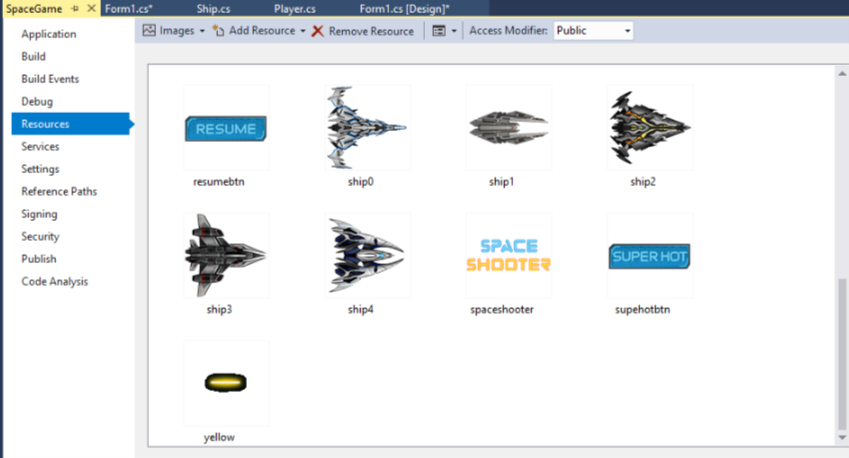 SpaceGame Form1.cs* Ship.cs Player.cs Form1.cs [Design]*
Images Add Resource Remove Resource Access Modifier: Public
Application
Build
Build Events
Debug
Resources
Services
Settings
Reference Paths
Signing
Security
Publish
Code Analysis
RESUME
resumebtn ship0 ship1 ship2
SPACE
SHOOTER
SUPER HOT
ship3 ship4 spaceshooter supehotbtn
yellow